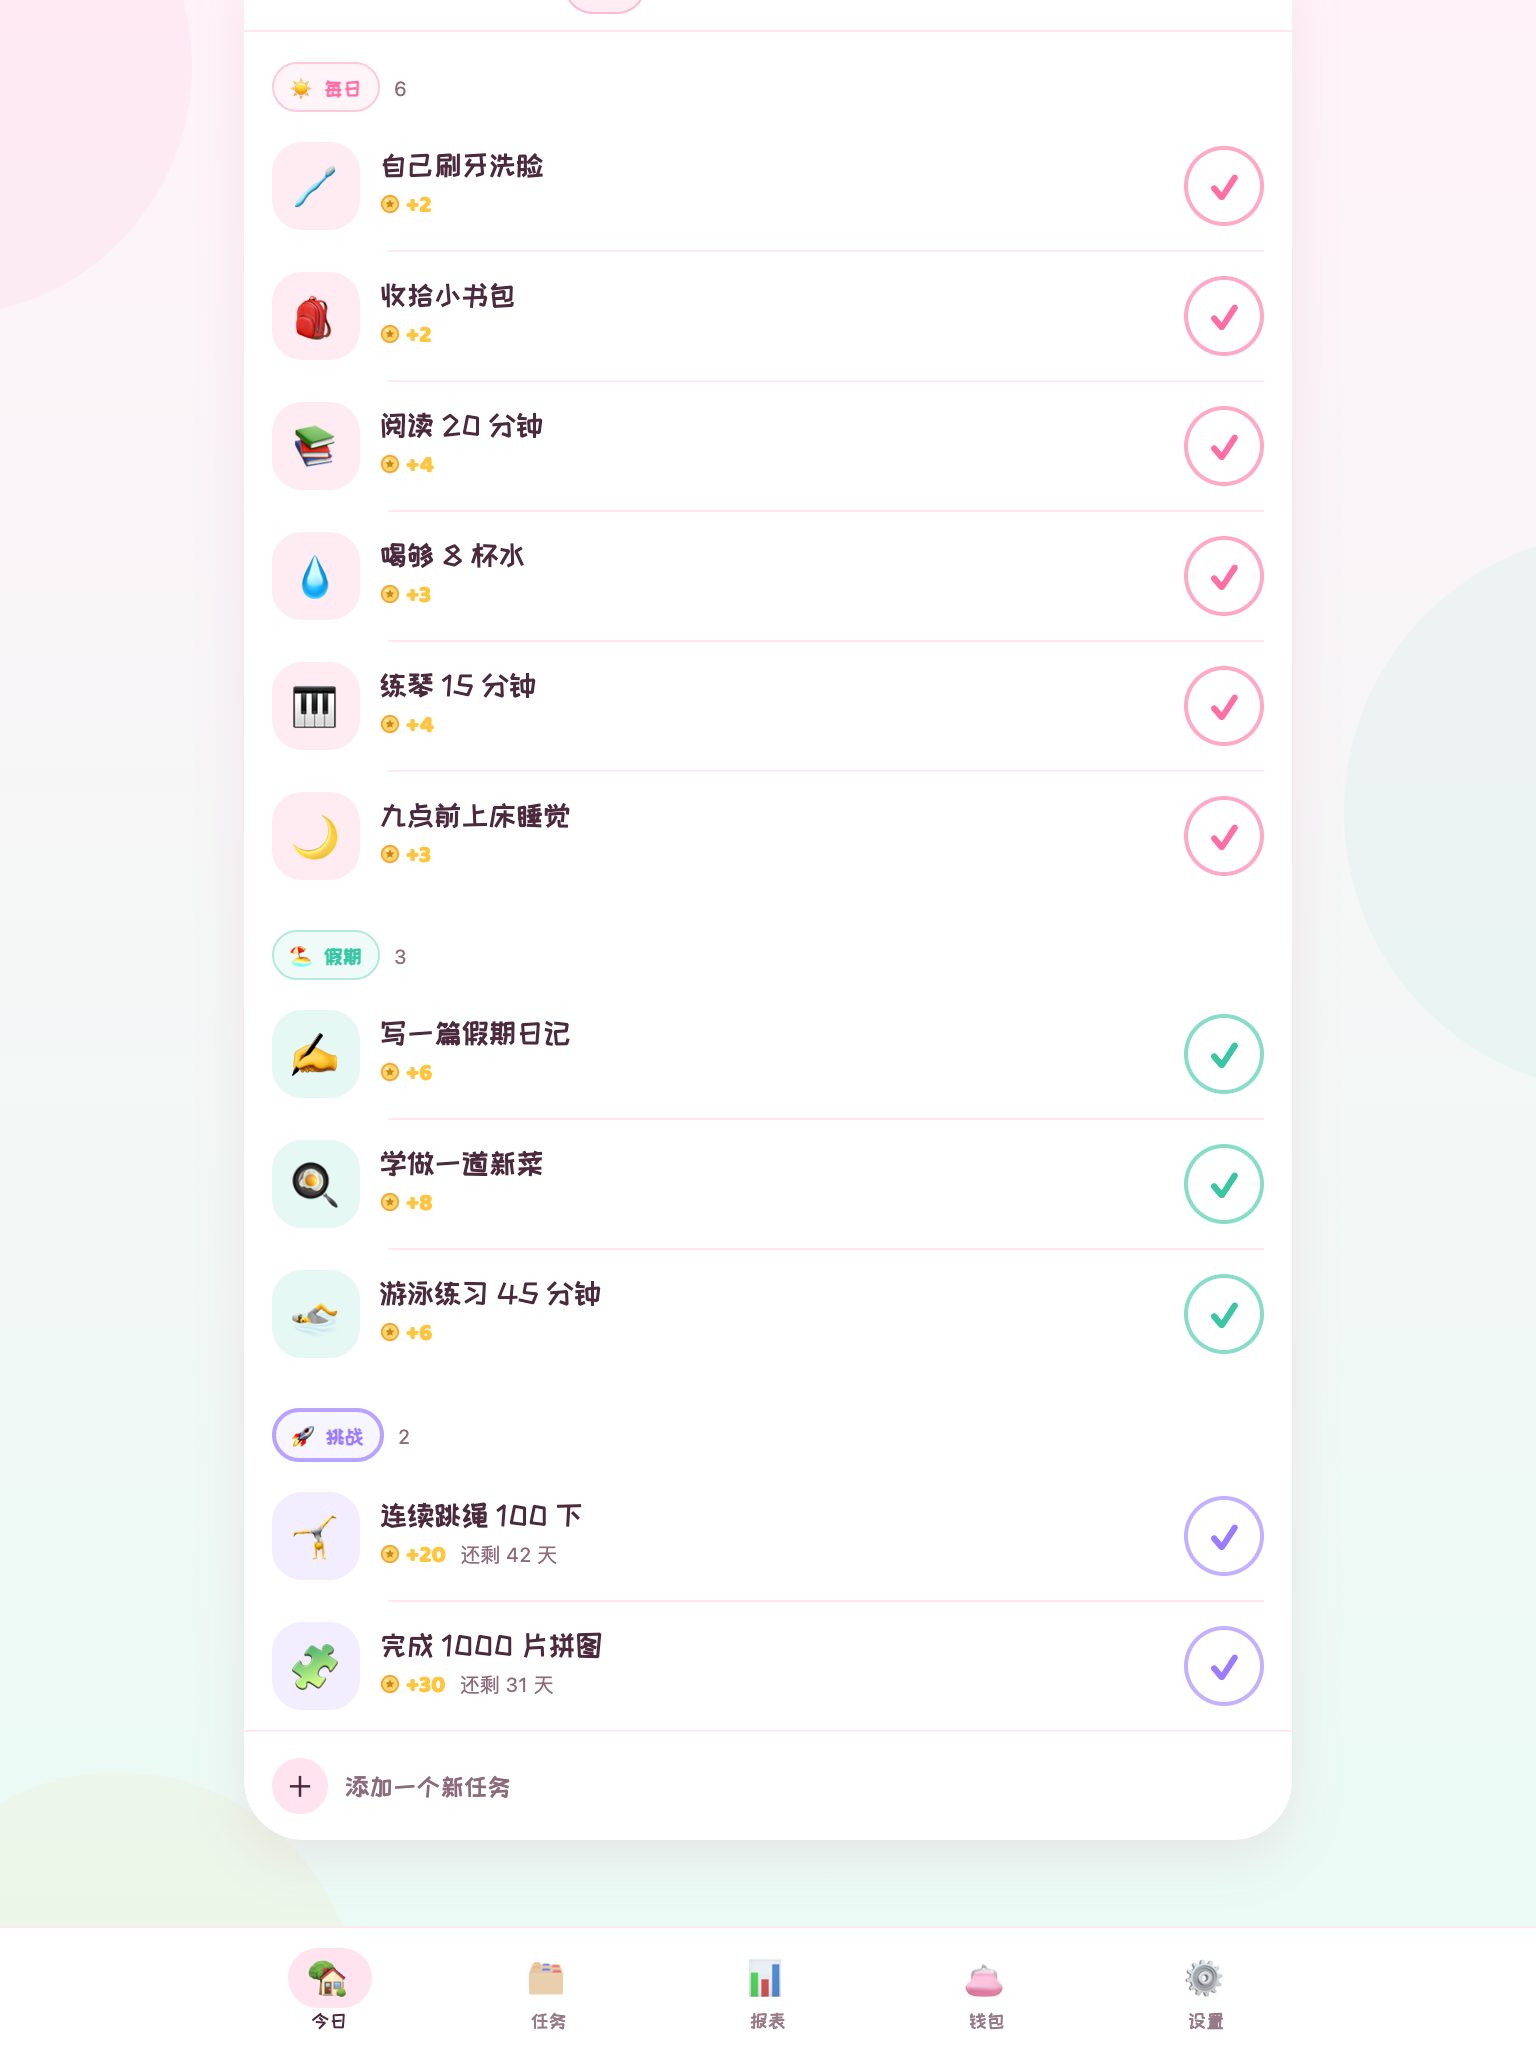 每日 6
自己刷牙洗脸
+2
收拾小书包
+2
阅读 20 分钟
+4
喝够 8 杯水
+3
练琴 15 分钟
+4
九点前上床睡觉
+3
假期 3
写一篇假期日记
+6
学做一道新菜
+8
游泳练习 45 分钟
+6
挑战 2
连续跳绳 100 下
+20 还剩 42 天
完成 1000 片拼图
+30 还剩 31 天
添加一个新任务
今日 任务 报表 钱包 设置